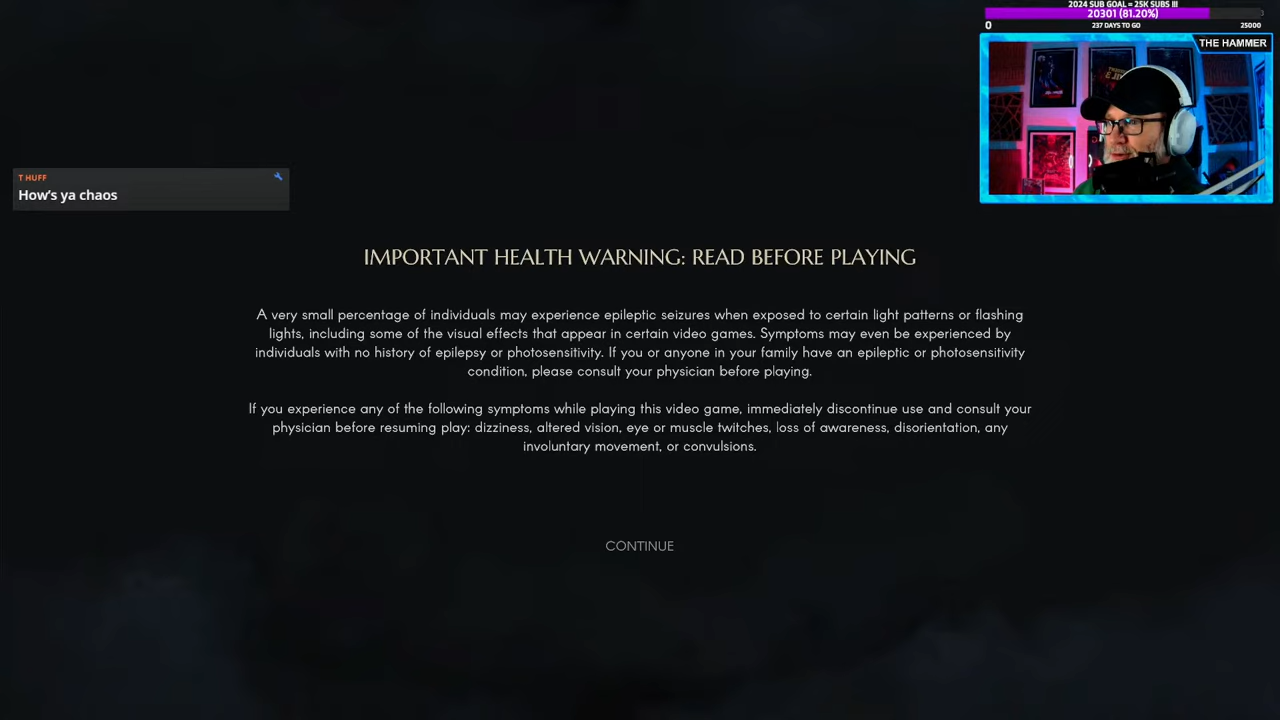 2024 SUB GOAL = 25K SUBS !!!
20301 (81.20%)
0
237 DAYS TO GO
25000
THE HAMMER
T HUFF
How's ya chaos
IMPORTANT HEALTH WARNING: READ BEFORE PLAYING
A very small percentage of individuals may experience epileptic seizures when exposed to certain light patterns or flashing
lights, including some of the visual effects that appear in certain video games. Symptoms may even be experienced by
individuals with no history of epilepsy or photosensitivity. If you or anyone in your family have an epileptic or photosensitivity
condition, please consult your physician before playing.
If you experience any of the following symptoms while playing this video game, immediately discontinue use and consult your
physician before resuming play: dizziness, altered vision, eye or muscle twitches, loss of awareness, disorientation, any
involuntary movement, or convulsions.
CONTINUE